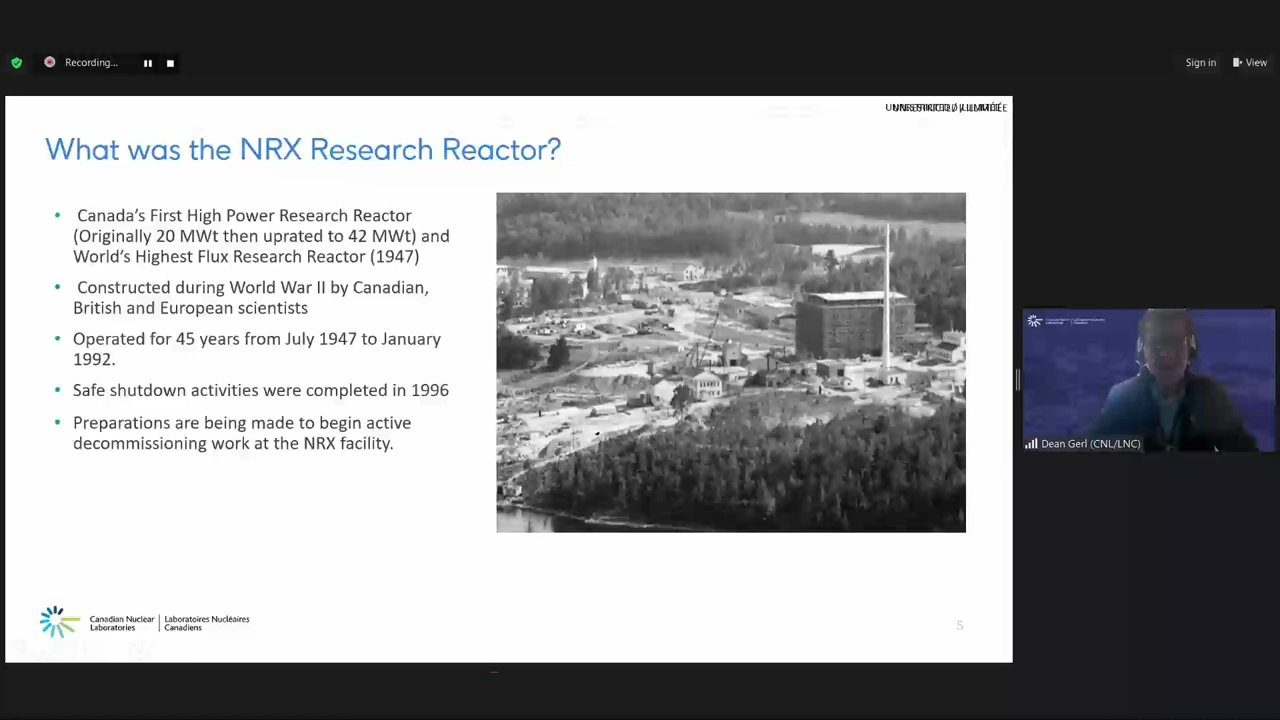 Recording...
Sign in
View
What was the NRX Research Reactor?
• Canada's First High Power Research Reactor
(Originally 20 MWt then uprated to 42 MWt) and
World's Highest Flux Research Reactor (1947)
• Constructed during World War II by Canadian,
British and European scientists
• Operated for 45 years from July 1947 to January
1992.
• Safe shutdown activities were completed in 1996
• Preparations are being made to begin active
decommissioning work at the NRX facility.
Dean Gerl (CNL/LNC)
Canadian Nuclear | Laboratoires Nucléaires
Laboratories | Canadiens
5